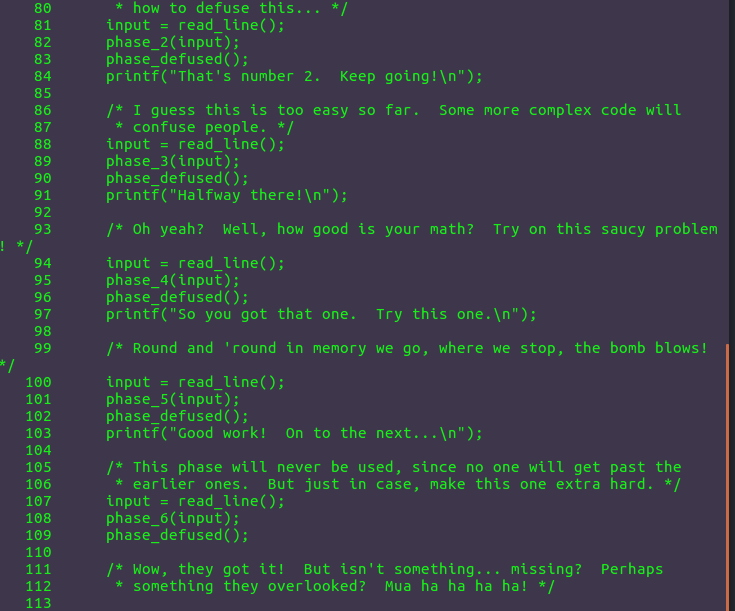 80       * how to defuse this... */
81      input = read_line();
82      phase_2(input);
83      phase_defused();
84      printf("That's number 2.  Keep going!\n");
85
86      /* I guess this is too easy so far.  Some more complex code will
87       * confuse people. */
88      input = read_line();
89      phase_3(input);
90      phase_defused();
91      printf("Halfway there!\n");
92
93      /* Oh yeah?  Well, how good is your math?  Try on this saucy problem
! */
94      input = read_line();
95      phase_4(input);
96      phase_defused();
97      printf("So you got that one.  Try this one.\n");
98
99      /* Round and 'round in memory we go, where we stop, the bomb blows!
*/
100      input = read_line();
101      phase_5(input);
102      phase_defused();
103      printf("Good work!  On to the next...\n");
104
105      /* This phase will never be used, since no one will get past the
106       * earlier ones.  But just in case, make this one extra hard. */
107      input = read_line();
108      phase_6(input);
109      phase_defused();
110
111      /* Wow, they got it!  But isn't something... missing?  Perhaps
112       * something they overlooked?  Mua ha ha ha ha! */
113